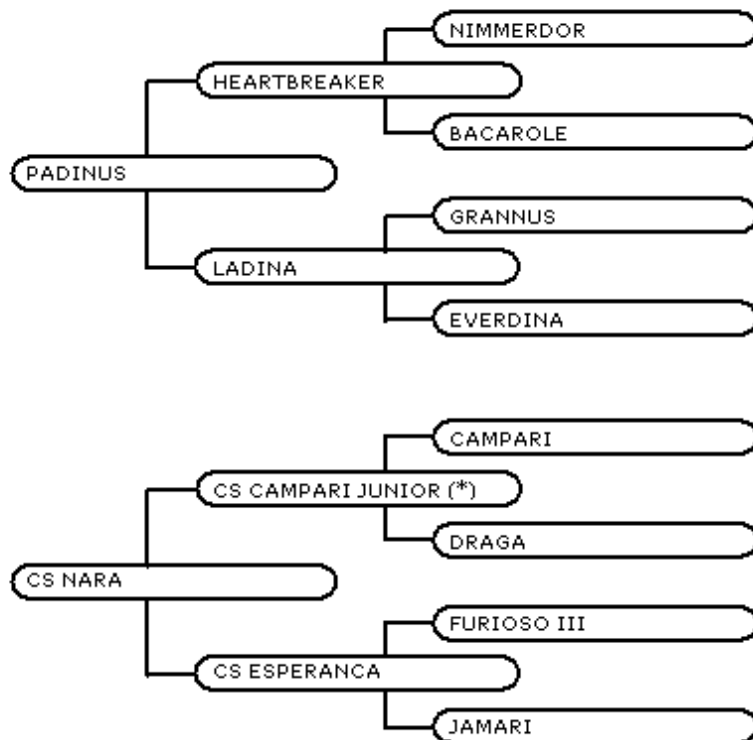 NIMMERDOR
HEARTBREAKER
BACAROLE
PADINUS
GRANNUS
LADINA
EVERDINA
CAMPARI
CS CAMPARI JUNIOR (*)
DRAGA
CS NARA
FURIOSO III
CS ESPERANCA
JAMARI